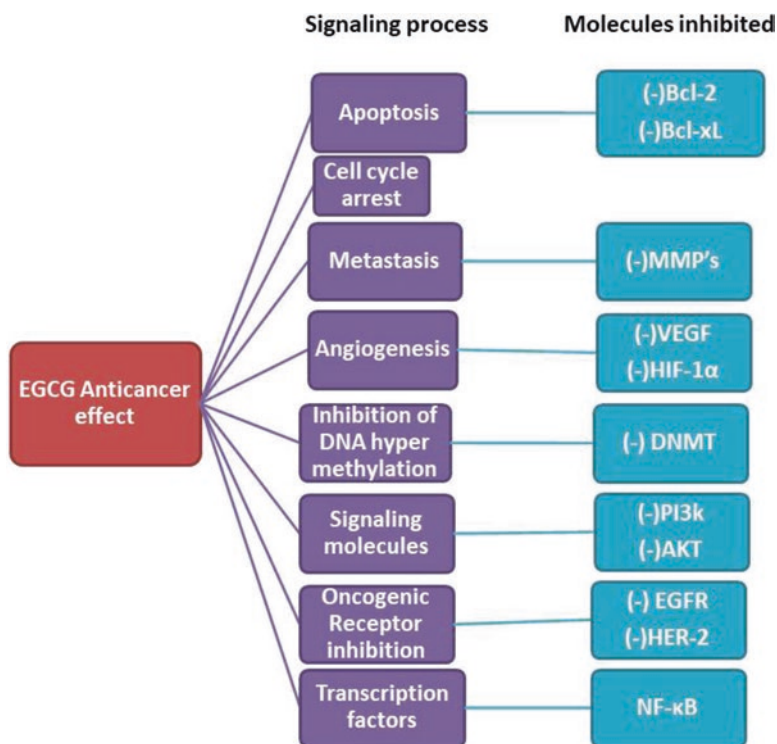 Signaling process
Molecules inhibited
EGCG Anticancer
effect
Apoptosis
(-)Bcl-2
(-)Bcl-xL
Cell cycle
arrest
Metastasis
(-)MMP's
Angiogenesis
(-)VEGF
(-)HIF-1α
Inhibition of
DNA hyper
methylation
(-) DNMT
Signaling
molecules
(-)PI3k
(-)AKT
Oncogenic
Receptor
inhibition
(-) EGFR
(-)HER-2
Transcription
factors
NF-κB